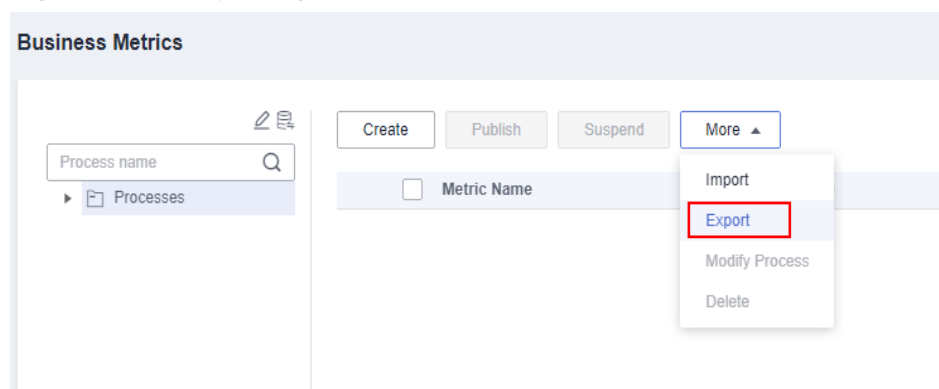 Business Metrics
Create Publish Suspend More
Process name
Processes
Metric Name
Import
Export
Modify Process
Delete